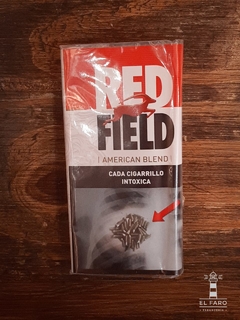 RED
FIELD
| AMERICAN BLEND |
CADA CIGARRILLO
INTOXICA
EL FARO